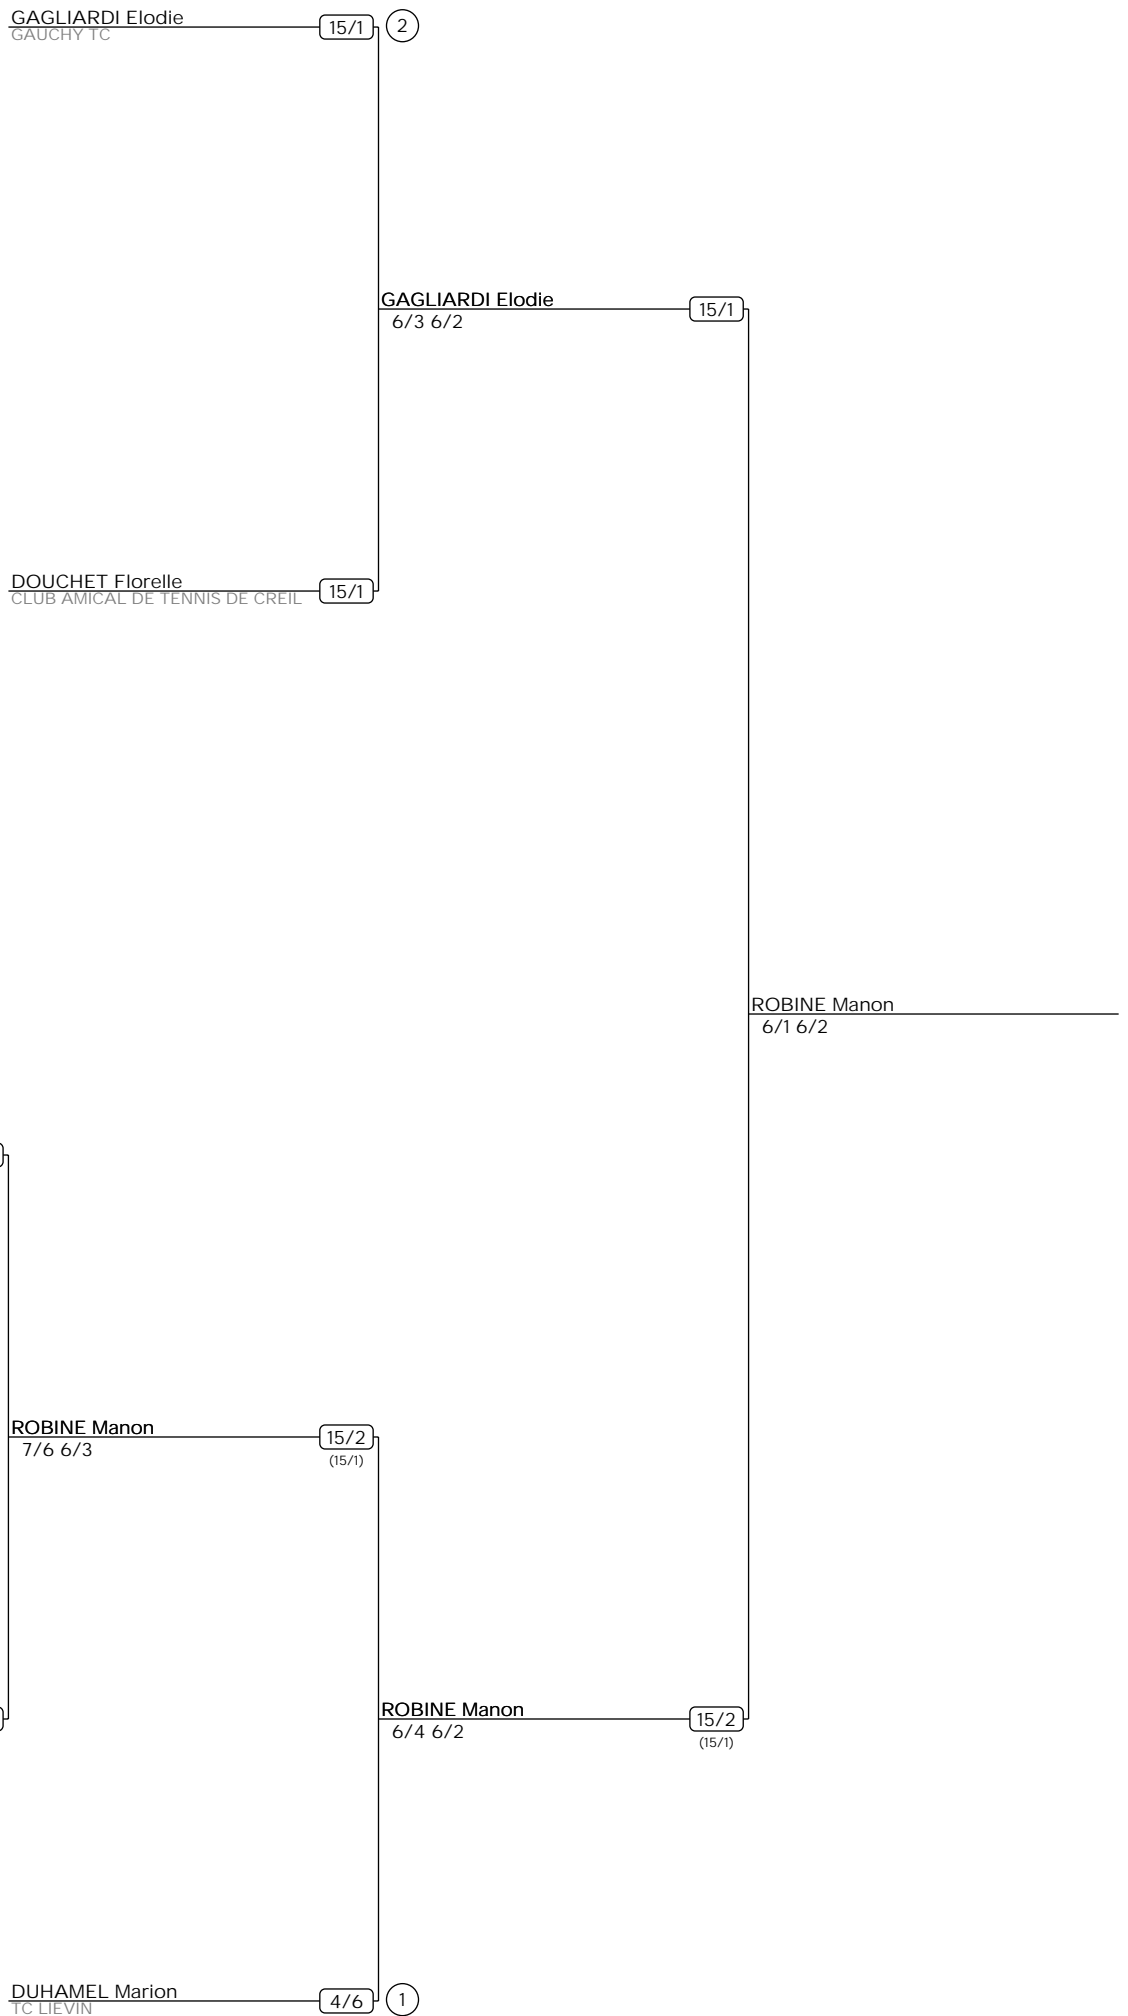 GAGLIARDI Elodie
15/1
2
GAUCHY TC
GAGLIARDI Elodie
15/1
6/3 6/2
DOUCHET Florelle
15/1
CLUB AMICAL DE TENNIS DE CREIL
ROBINE Manon
6/1 6/2
ROBINE Manon
15/2
7/6 6/3
(15/1)
ROBINE Manon
15/2
6/4 6/2
(15/1)
DUHAMEL Marion
4/6
1
TC LIEVIN